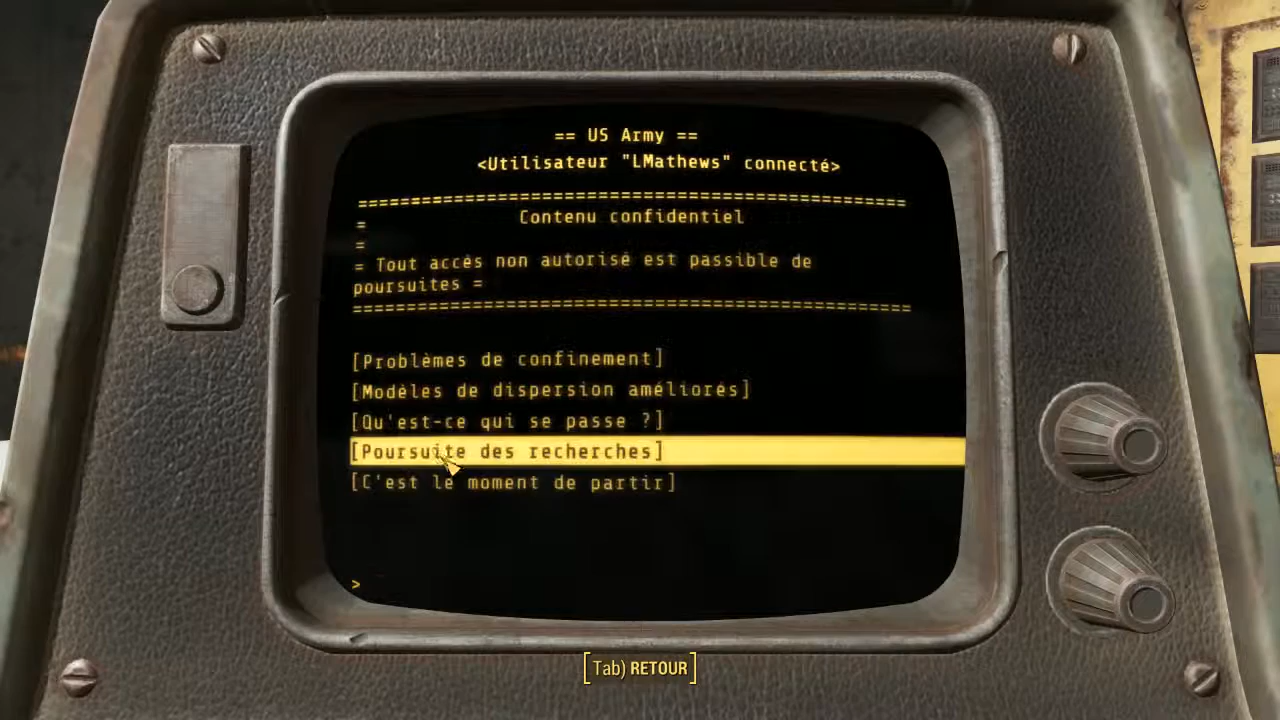 == US Army ==
<Utilisateur "LMathews" connecté>
==================================================
= Contenu confidentiel
=
= Tout accès non autorisé est passible de
poursuites =
==================================================
[Problèmes de confinement]
[Modèles de dispersion améliorés]
[Qu'est-ce qui se passe ?]
[Poursuite des recherches]
[C'est le moment de partir]
>
[Tab) RETOUR]